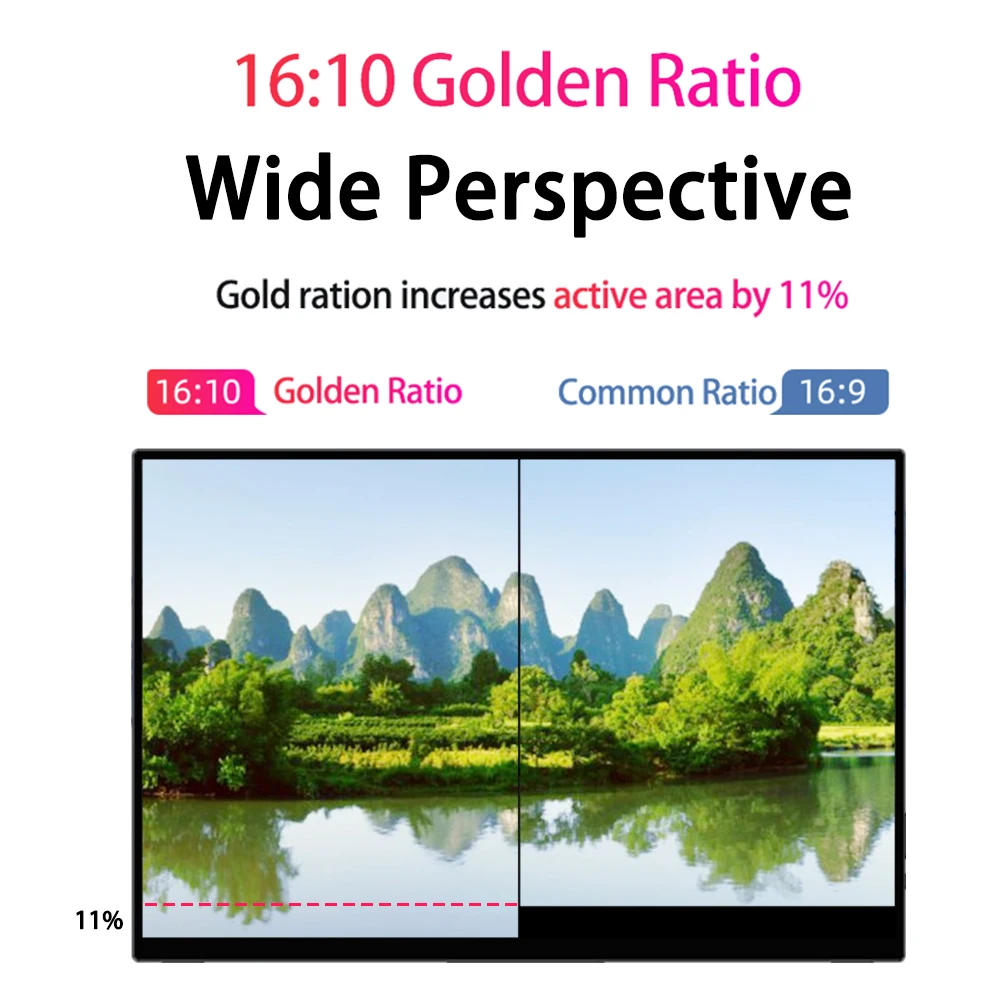 16:10 Golden Ratio
Wide Perspective
Gold ration increases active area by 11%
16:10 Golden Ratio
Common Ratio 16:9
11%